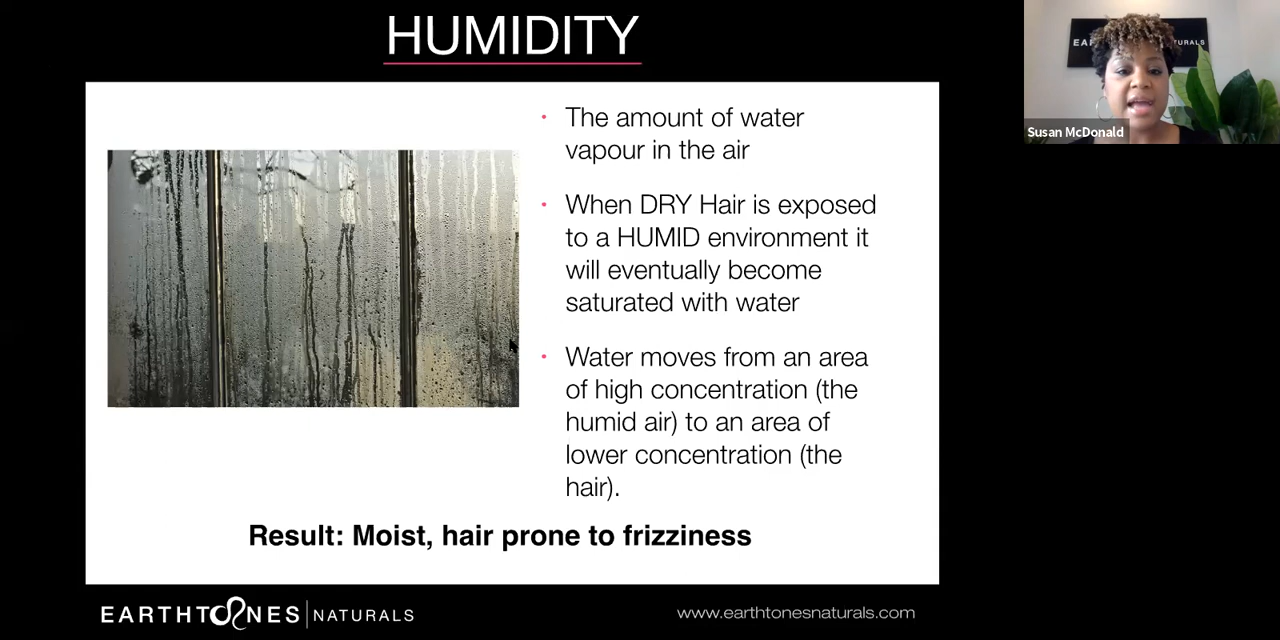 HUMIDITY
• The amount of water
vapour in the air
• When DRY Hair is exposed
to a HUMID environment it
will eventually become
saturated with water
• Water moves from an area
of high concentration (the
humid air) to an area of
lower concentration (the
hair).
Result: Moist, hair prone to frizziness
EARTHTONES | NATURALS
www.earthtonesnaturals.com
Susan McDonald